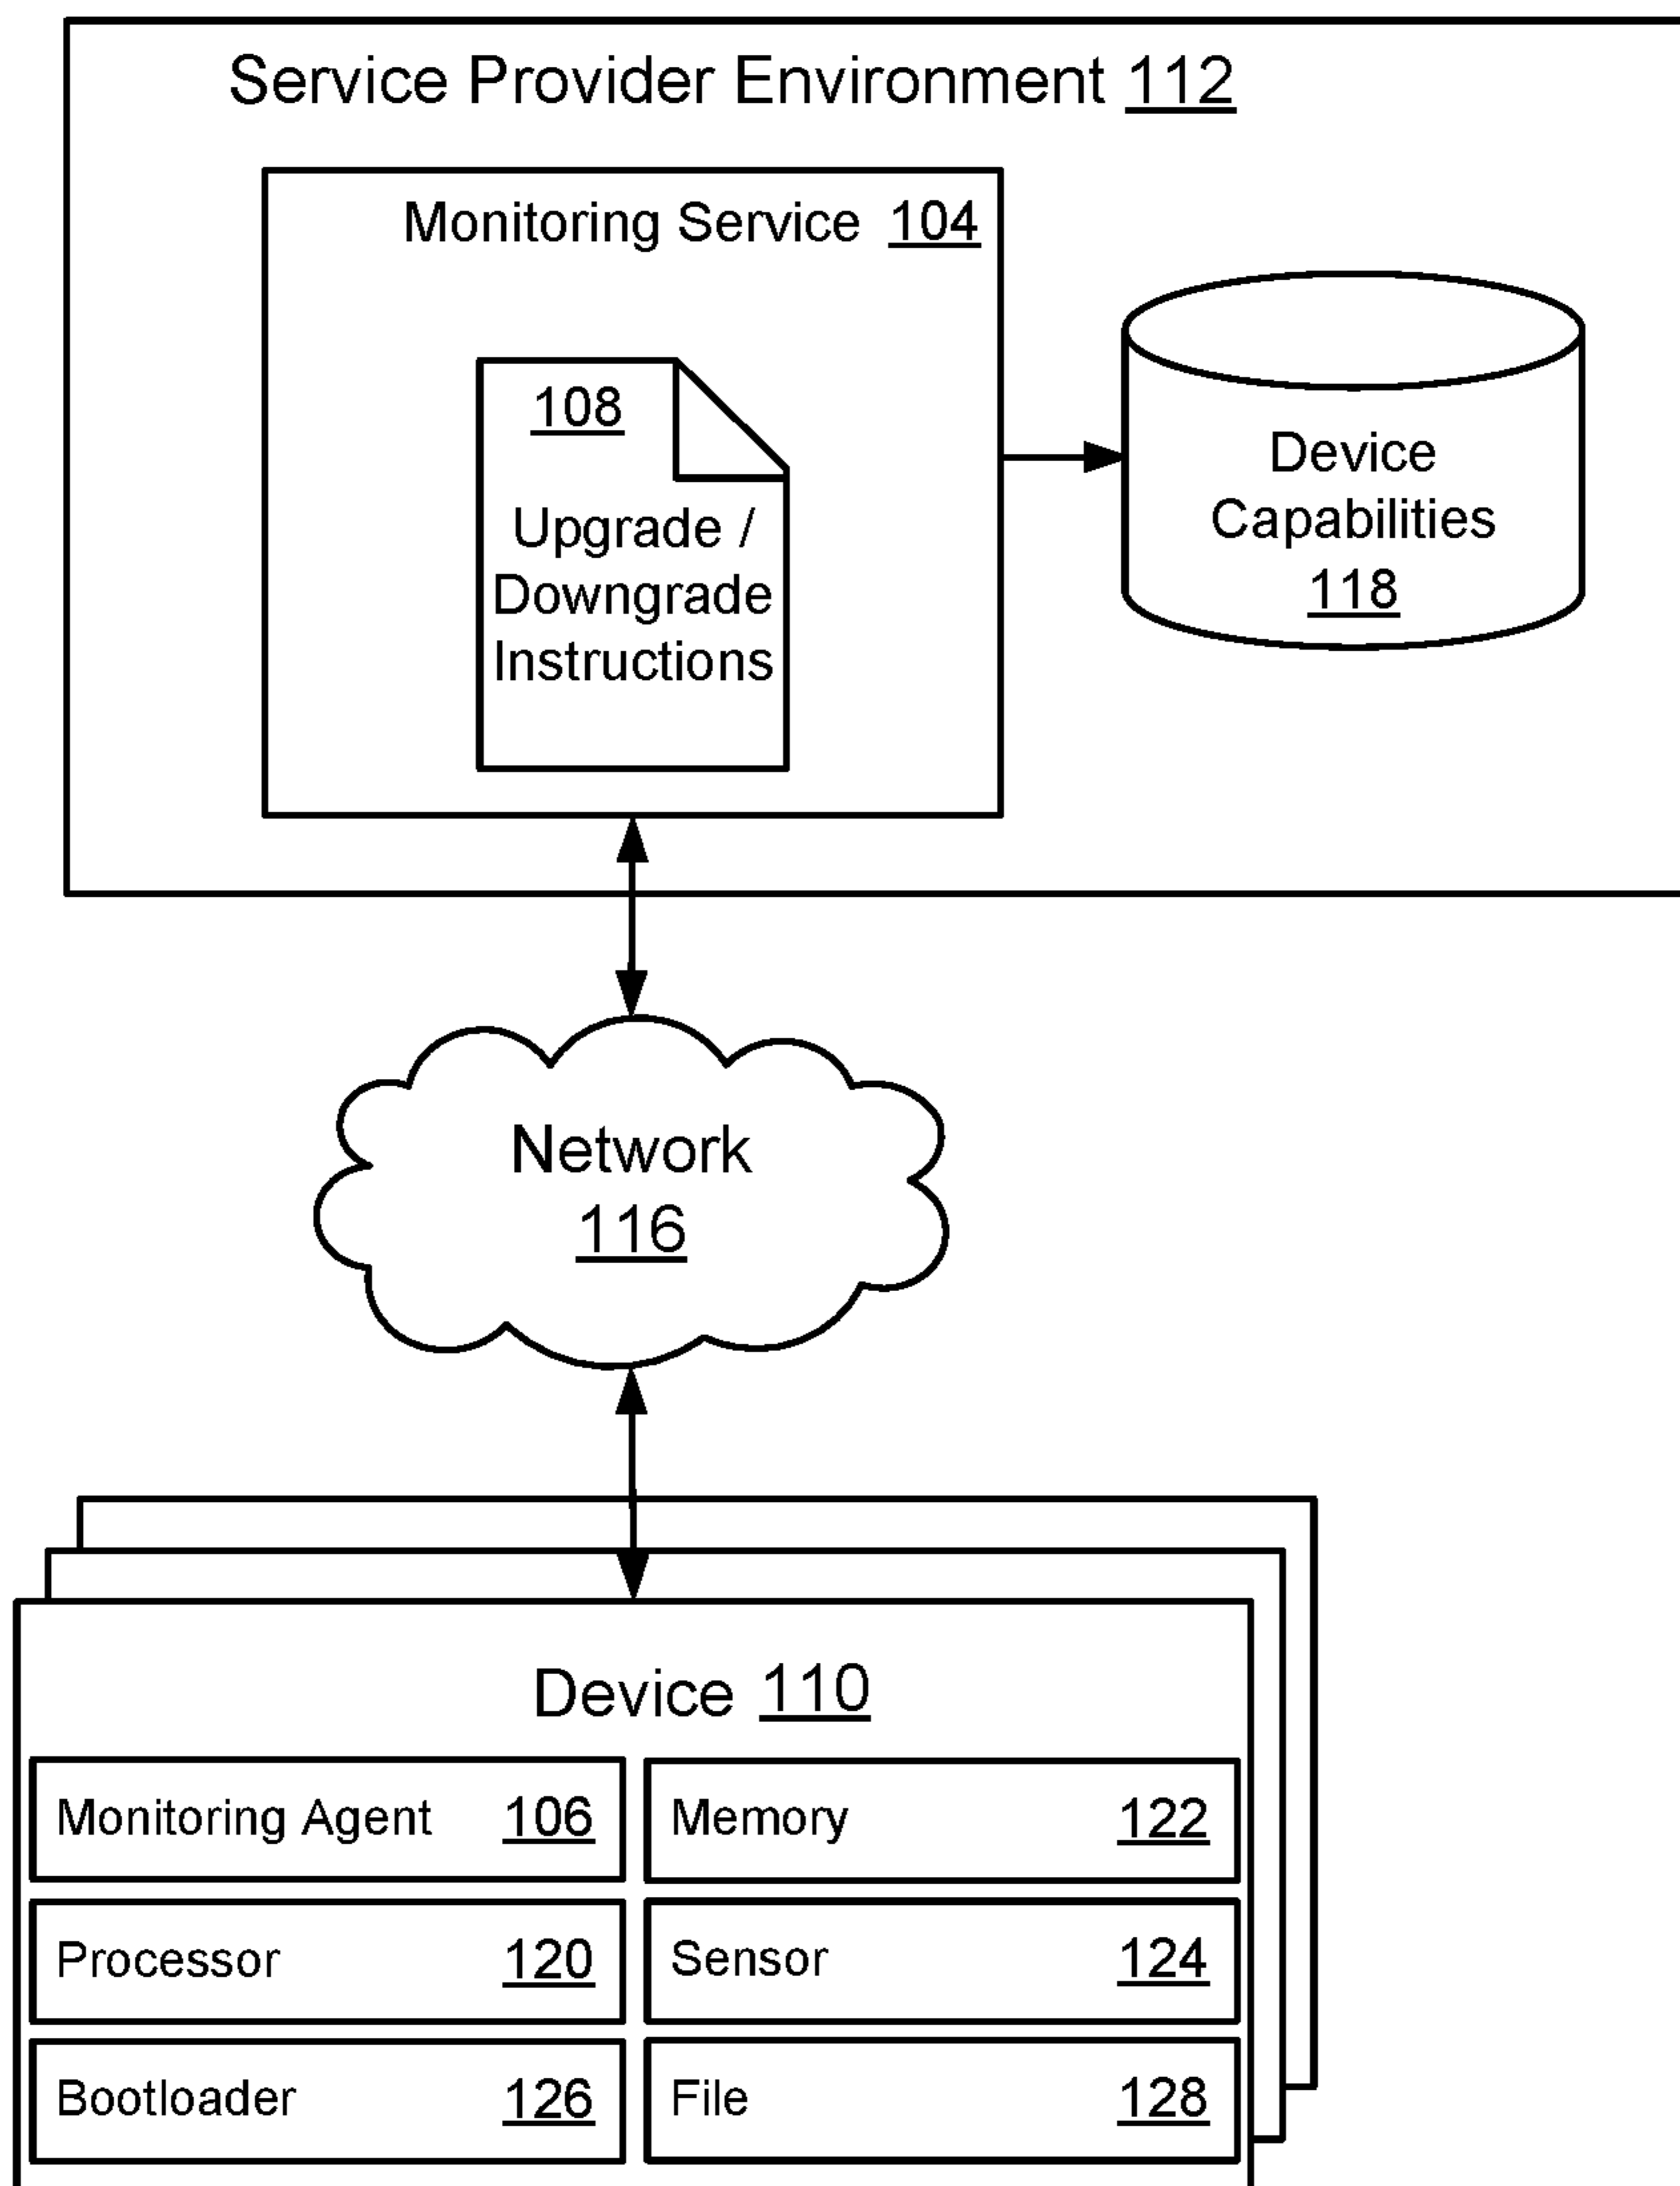 Service Provider Environment 112
Monitoring Service 104
108
Upgrade /
Downgrade
Instructions
Device
Capabilities
118
Network
116
Device 110
Monitoring Agent 106
Memory 122
Processor 120
Sensor 124
Bootloader 126
File 128